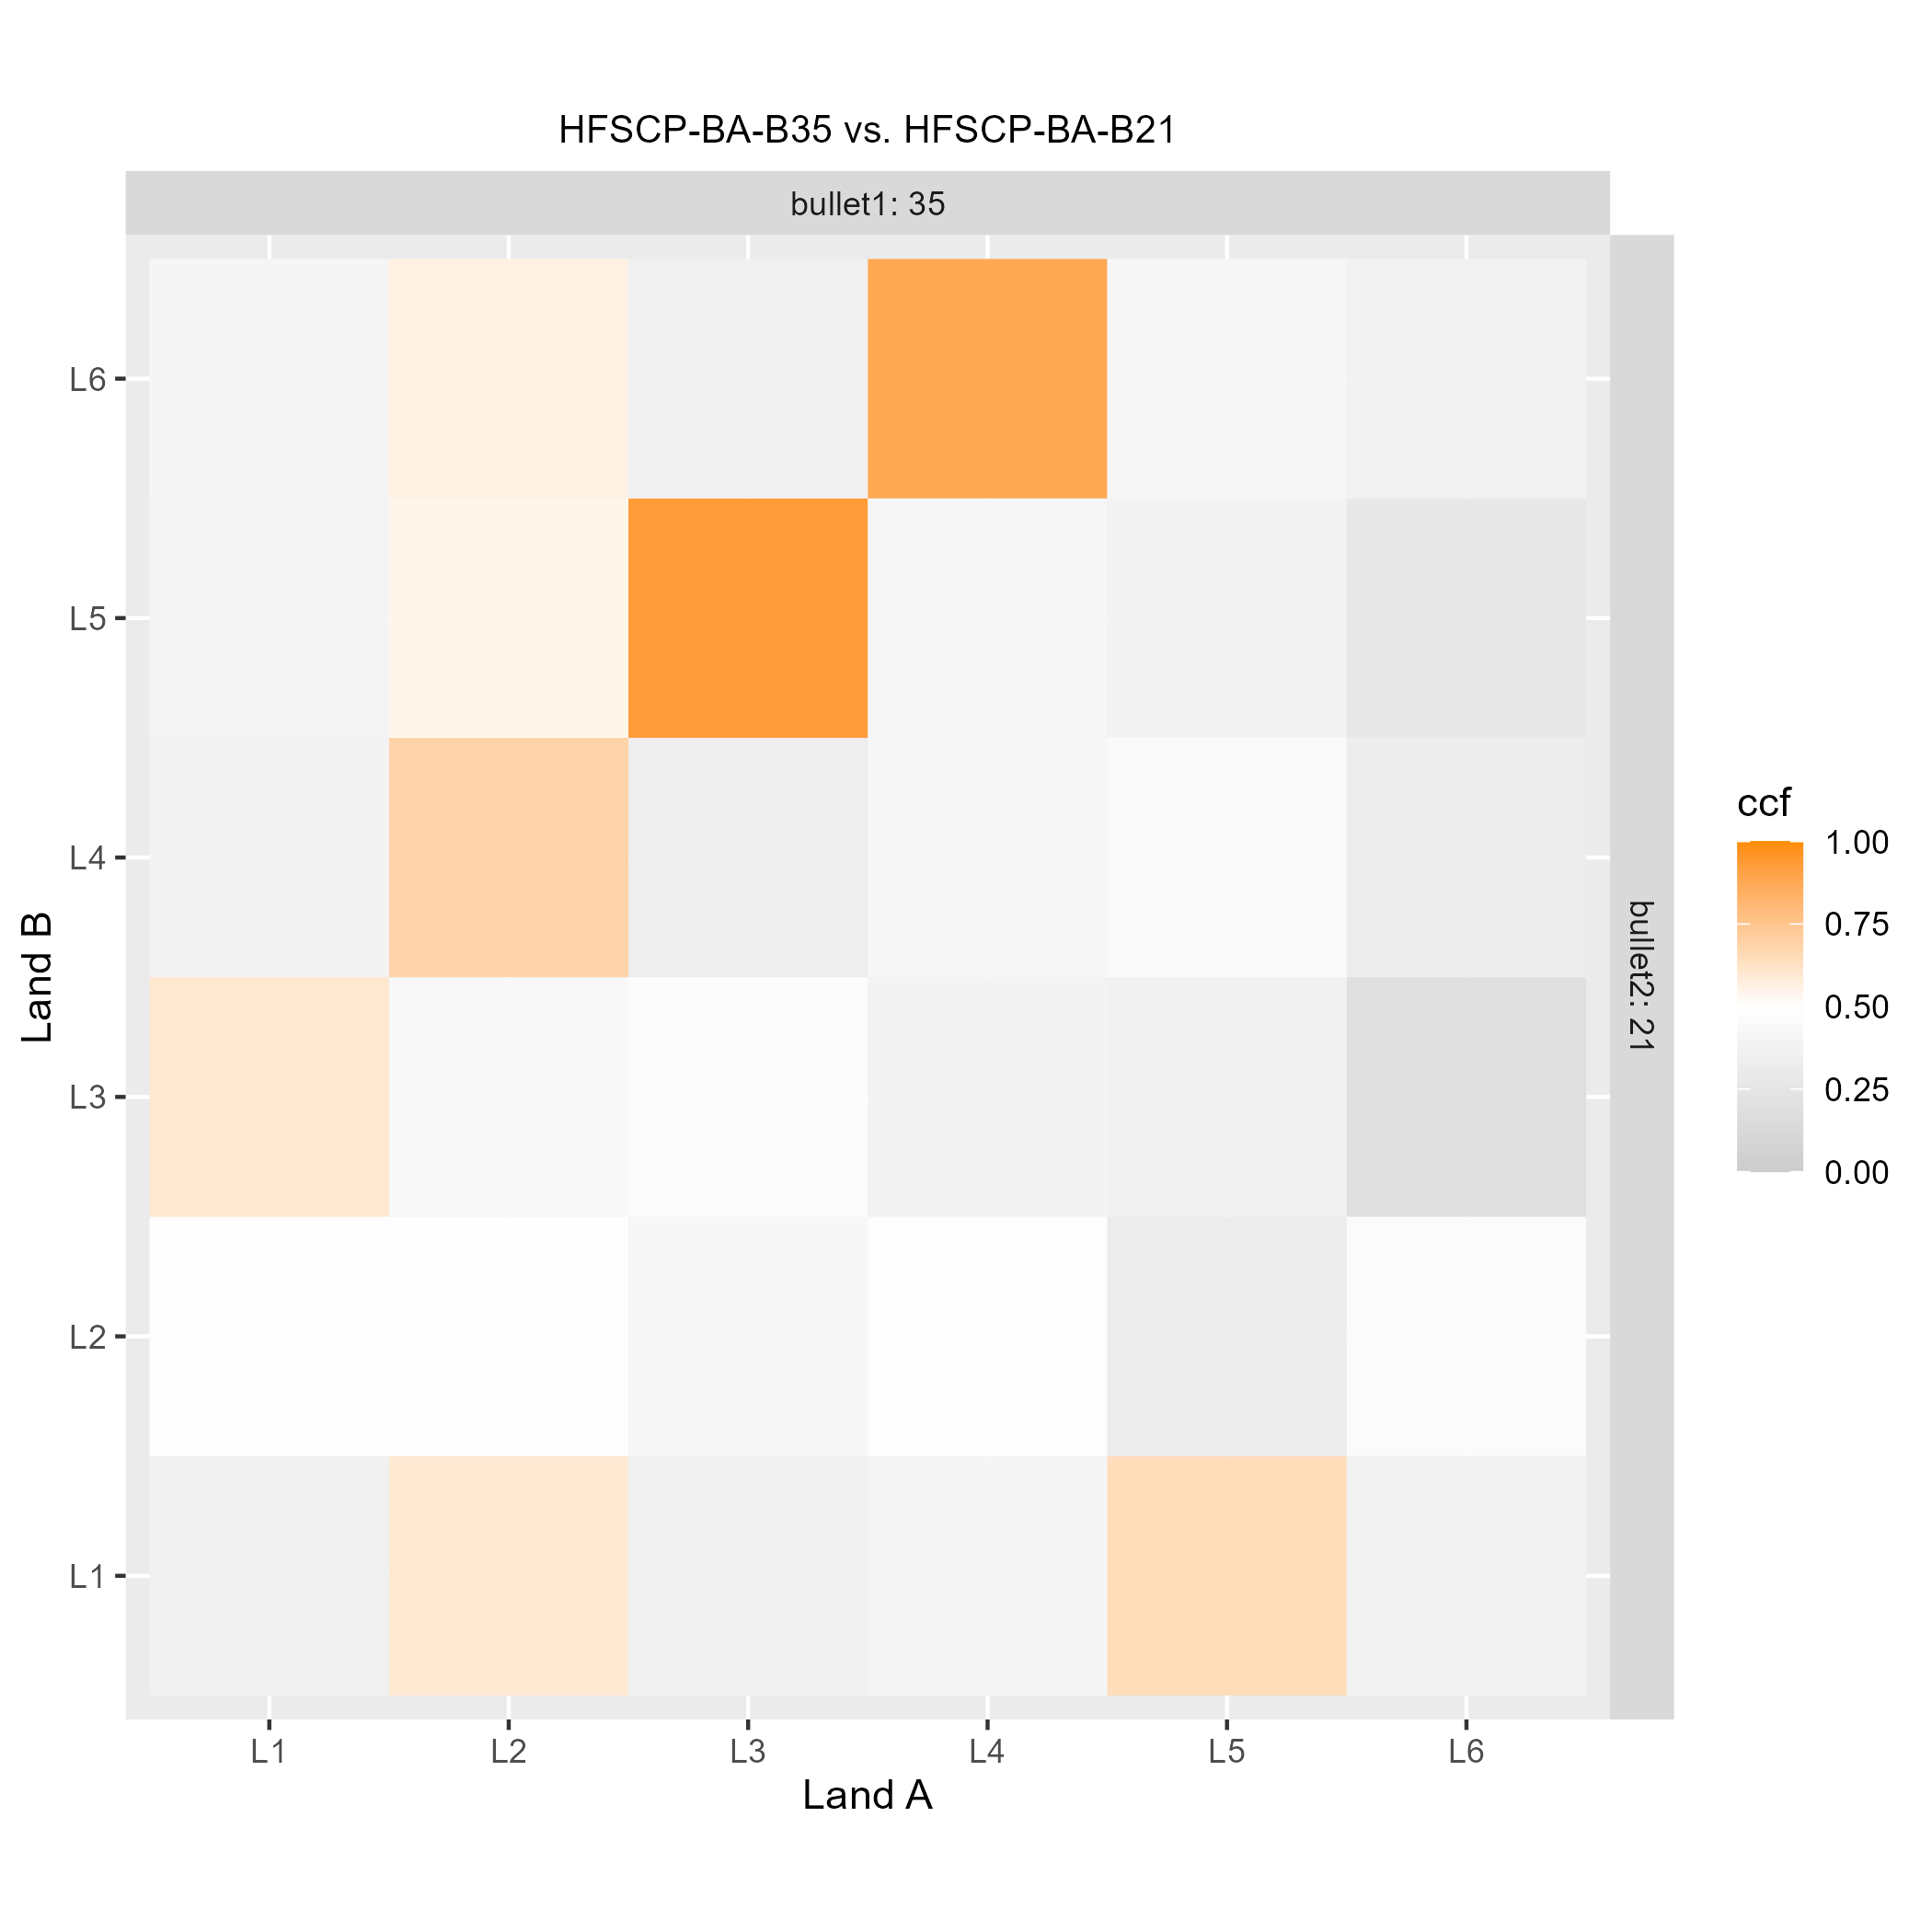 HFSCP-BA-B35 vs. HFSCP-BA-B21
bullet1: 35
L6
L5
L4
L3
L2
L1
Land B
bullet2: 21
L1 L2 L3 L4 L5 L6
Land A
ccf
1.00
0.75
0.50
0.25
0.00